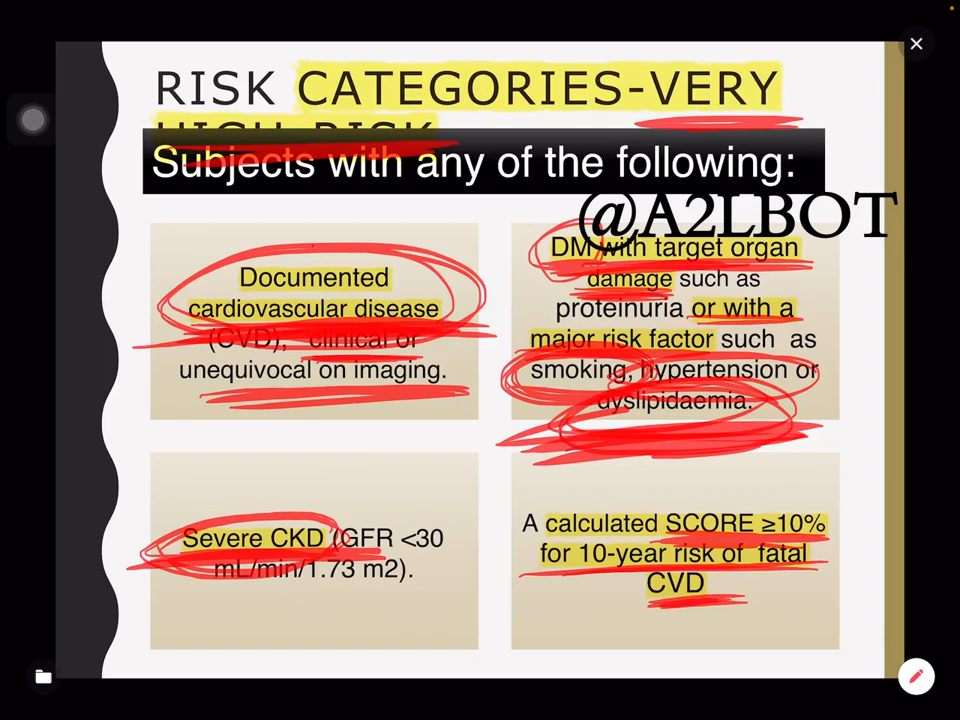 RISK CATEGORIES-VERY
HIGH RISK
Subjects with any of the following:
@A2LBOT
Documented
cardiovascular disease
(CVD), clinical or
unequivocal on imaging.
DM with target organ
damage such as
proteinuria or with a
major risk factor such as
smoking, hypertension or
dyslipidaemia.
Severe CKD (GFR <30
mL/min/1.73 m2).
A calculated SCORE ≥10%
for 10-year risk of fatal
CVD